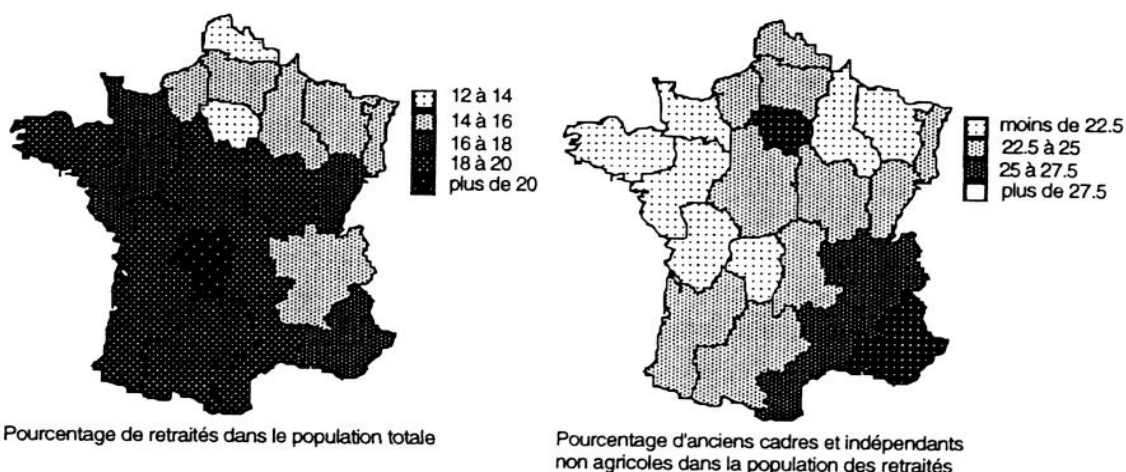 12 à 14
14 à 16
16 à 18
18 à 20
plus de 20
Pourcentage de retraités dans le population totale
moins de 22.5
22.5 à 25
25 à 27.5
plus de 27.5
Pourcentage d'anciens cadres et indépendants
non agricoles dans la population des retraités